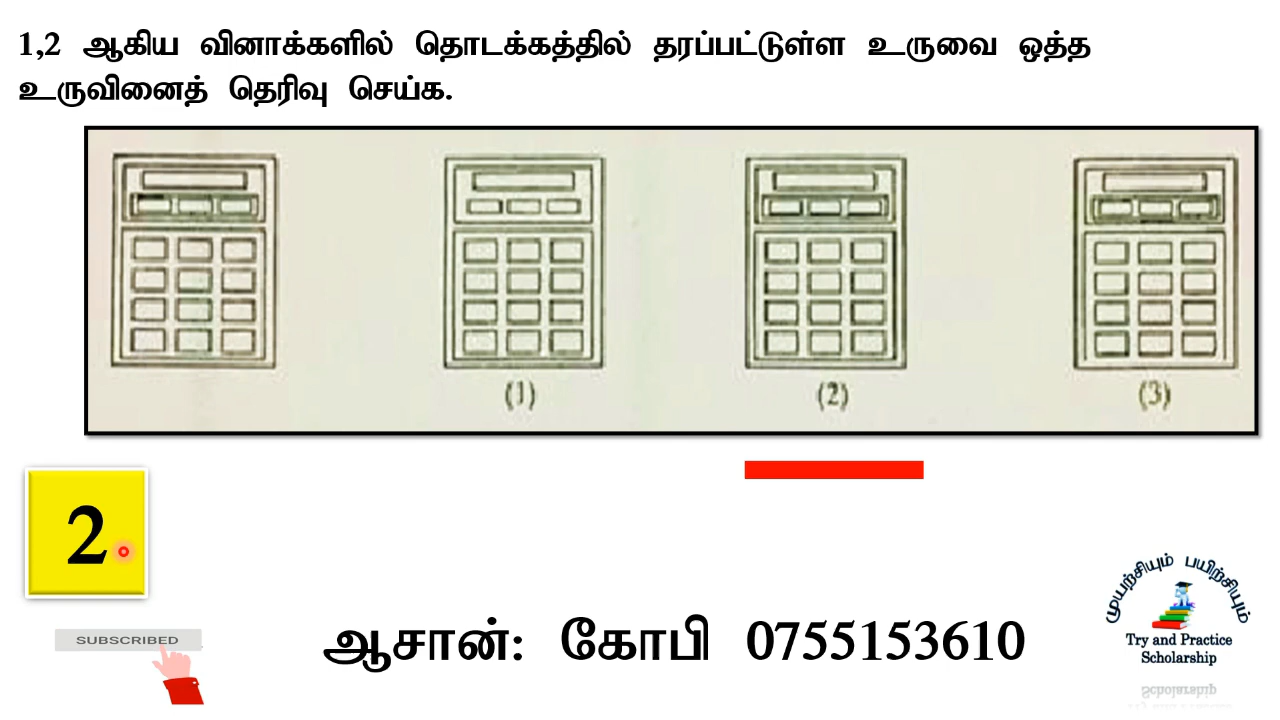 1,2 ஆகிய வினாக்களில் தொடக்கத்தில் தரப்பட்டுள்ள உருவை ஒத்த
உருவினைத் தெரிவு செய்க.
(1) (2) (3)
2.
SUBSCRIBED
ஆசான்: கோபி 0755153610
முயற்சியும் பயிற்சியும்
Try and Practice
Scholarship